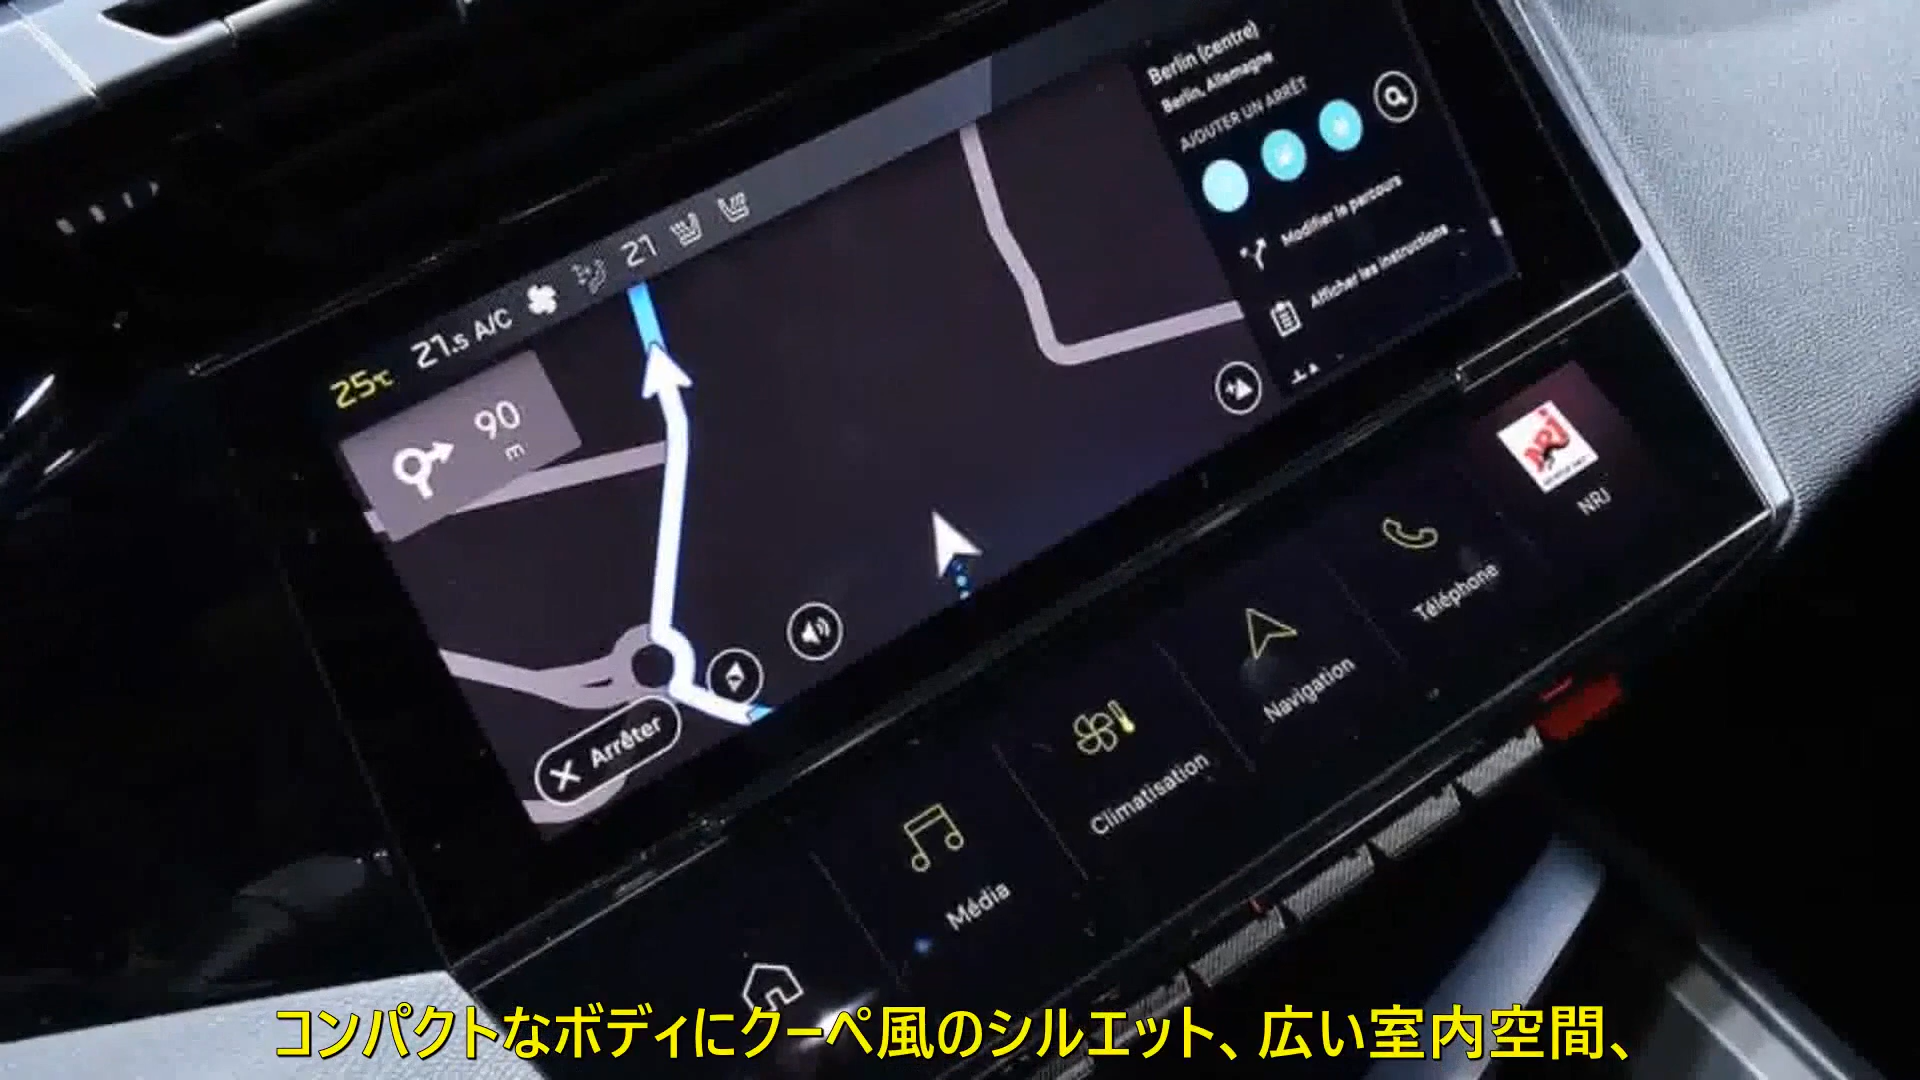 Berlin (centre)
Berlin, Allemagne
AJOUTER UN ARRÊT
Modifier le parcours
Afficher les instructions
25°C 21.5 A/C 21
90
m
Arrêter
NRJ
NRJ
Téléphone
Navigation
Climatisation
Média
コンパクトなボディにクーペ風のシルエット、広い室内空間、